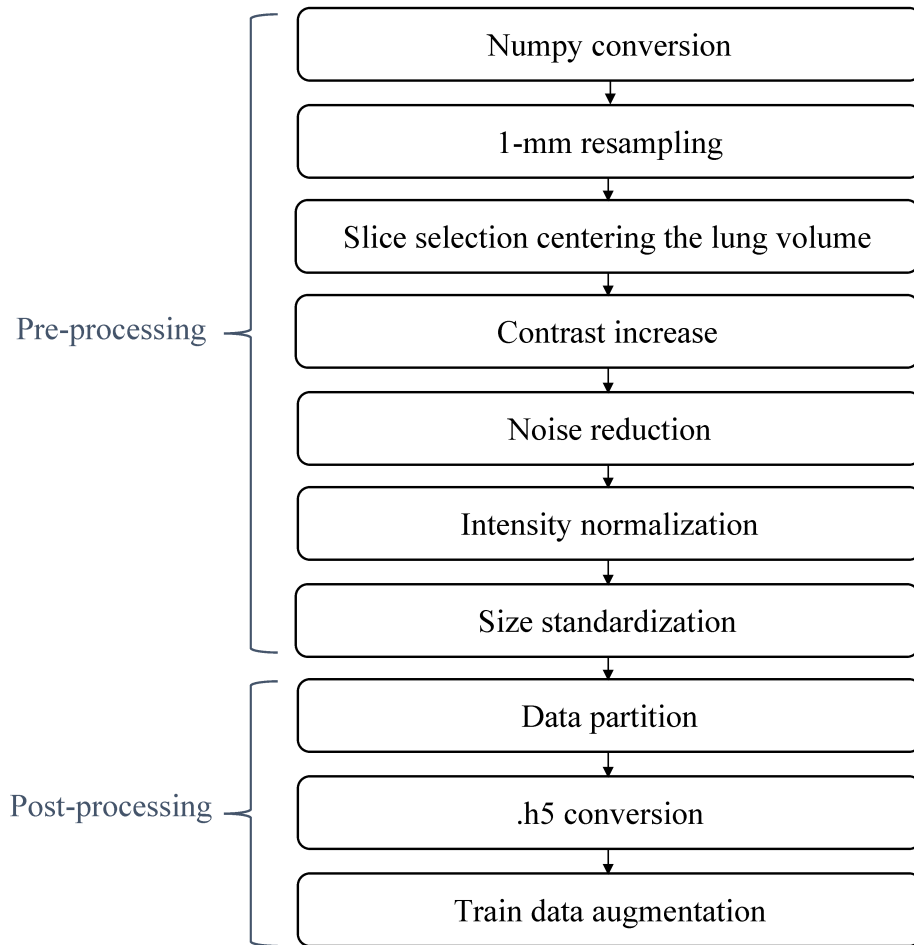 Numpy conversion
1-mm resampling
Slice selection centering the lung volume
Pre-processing
Contrast increase
Noise reduction
Intensity normalization
Size standardization
Data partition
Post-processing
.h5 conversion
Train data augmentation